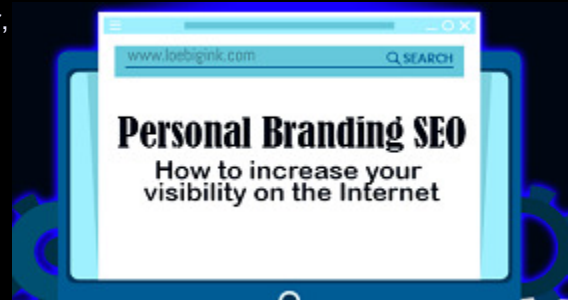 www.loebigink.com
SEARCH
Personal Branding SEO
How to increase your
visibility on the Internet